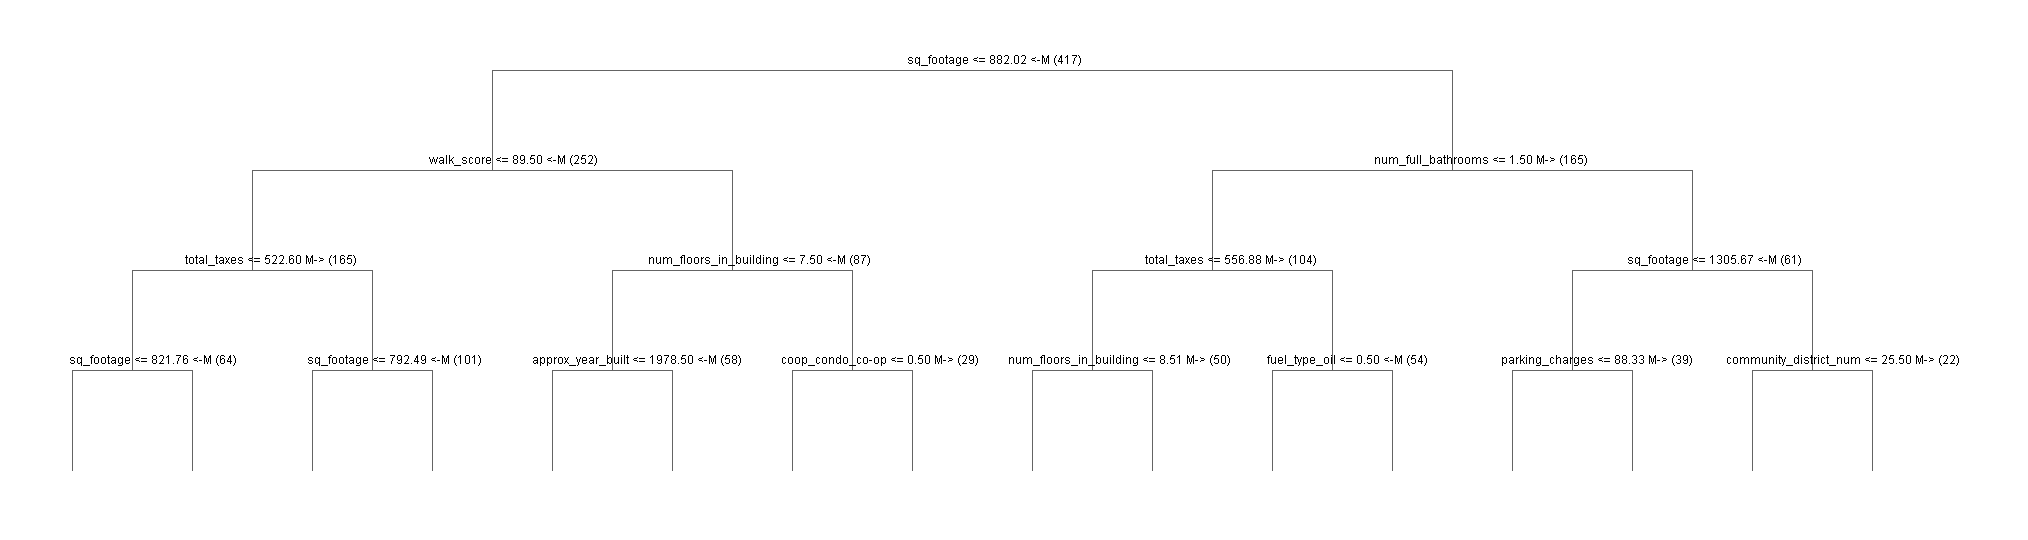 sq_footage <= 882.02 <-M (417)
walk_score <= 89.50 <-M (252)
num_full_bathrooms <= 1.50 M-> (165)
total_taxes <= 522.60 M-> (165)
num_floors_in_building <= 7.50 <-M (87)
total_taxes <= 556.88 M-> (104)
sq_footage <= 1305.67 <-M (61)
sq_footage <= 821.76 <-M (64)
sq_footage <= 792.49 <-M (101)
approx_year_built <= 1978.50 <-M (58)
coop_condo_co-op <= 0.50 M-> (29)
num_floors_in_building <= 8.51 M-> (50)
fuel_type_oil <= 0.50 <-M (54)
parking_charges <= 88.33 M-> (39)
community_district_num <= 25.50 M-> (22)